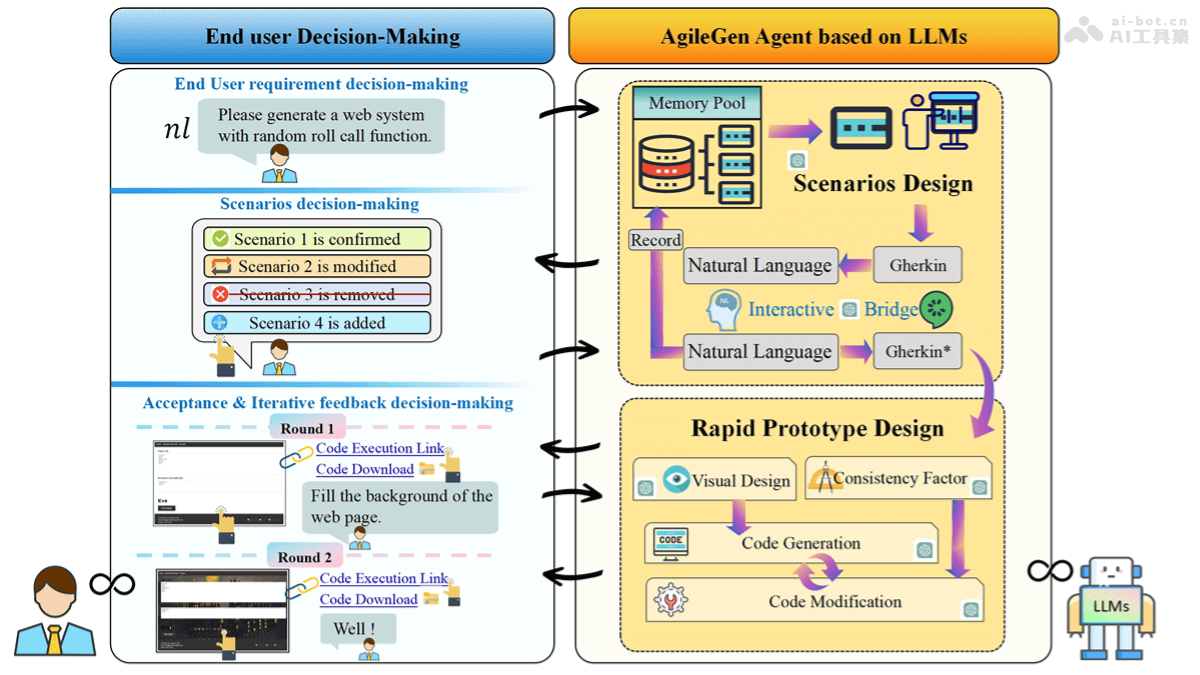 End user Decision-Making
AgileGen Agent based on LLMs
ai-bot.cn
AI工具集
End User requirement decision-making
nl
Please generate a web system
with random roll call function.
Scenarios decision-making
Scenario 1 is confirmed
Scenario 2 is modified
Scenario 3 is removed
Scenario 4 is added
Acceptance & Iterative feedback decision-making
Round 1
Code Execution Link
Code Download
Eve
Fill the background of the
web page.
Round 2
Code Execution Link
Code Download
Well !
Memory Pool
Scenarios Design
Record
Natural Language
Gherkin
NL
Interactive
Bridge
Natural Language
Gherkin*
Rapid Prototype Design
Visual Design
Consistency Factor
CODE
Code Generation
Code Modification
LLMs